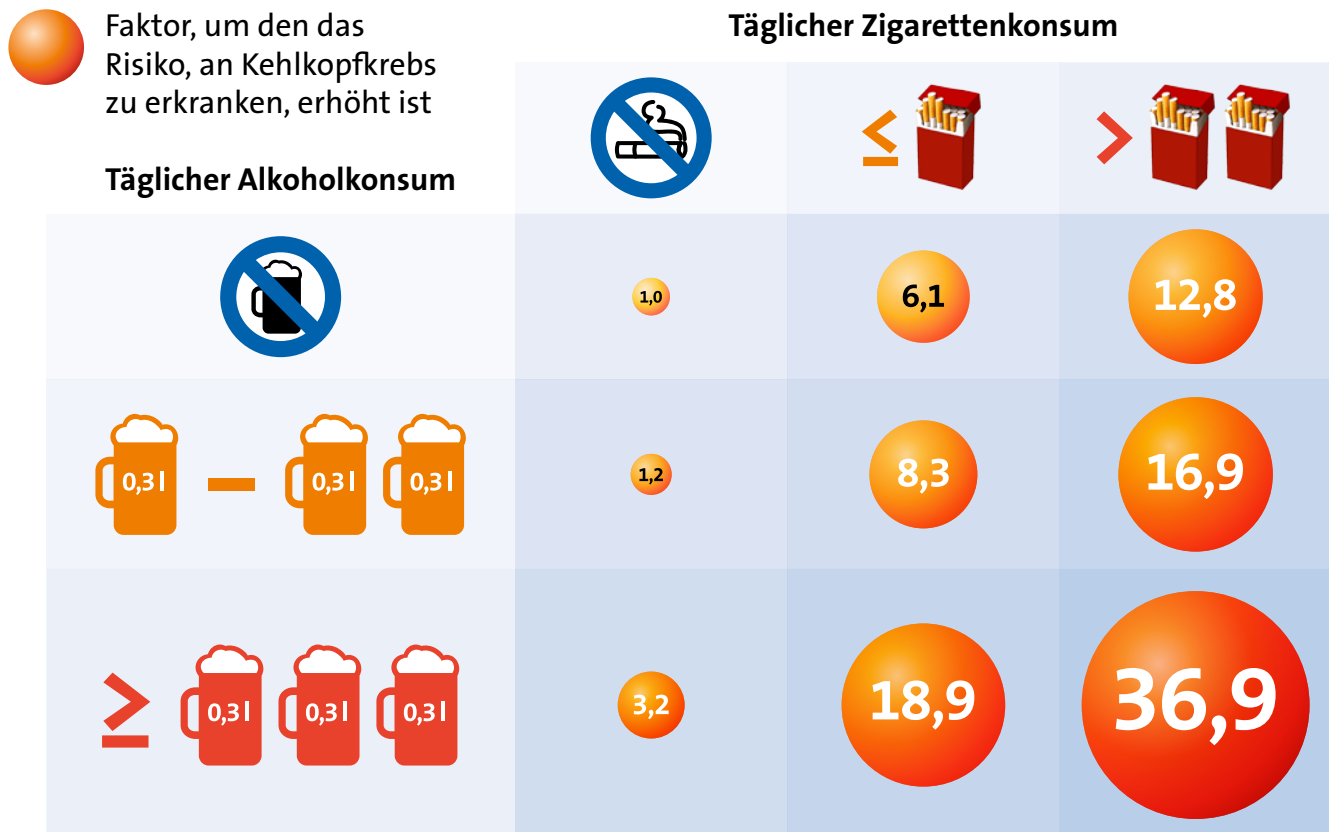 Faktor, um den das
Risiko, an Kehlkopfkrebs
zu erkranken, erhöht ist
Täglicher Zigarettenkonsum
≤ >
Täglicher Alkoholkonsum
1,0 6,1 12,8
0,3 l – 0,3 l 0,3 l 1,2 8,3 16,9
≥ 0,3 l 0,3 l 0,3 l 3,2 18,9 36,9